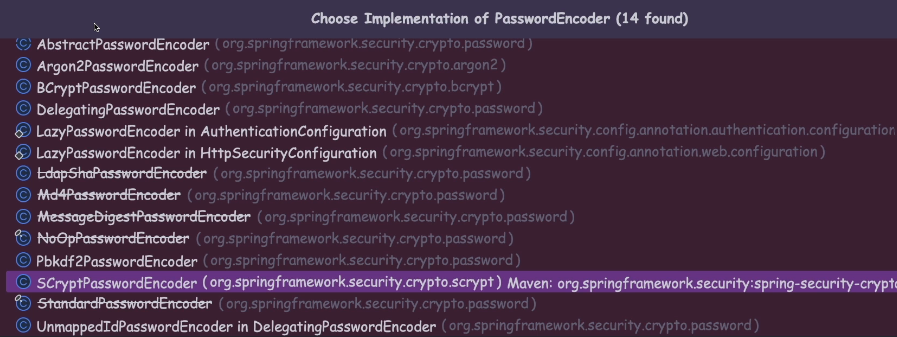 Choose Implementation of PasswordEncoder (14 found)
AbstractPasswordEncoder (org.springframework.security.crypto.password)
Argon2PasswordEncoder (org.springframework.security.crypto.argon2)
BCryptPasswordEncoder (org.springframework.security.crypto.bcrypt)
DelegatingPasswordEncoder (org.springframework.security.crypto.password)
LazyPasswordEncoder in AuthenticationConfiguration (org.springframework.security.config.annotation.authentication.configuration
LazyPasswordEncoder in HttpSecurityConfiguration (org.springframework.security.config.annotation.web.configuration)
LdapShaPasswordEncoder (org.springframework.security.crypto.password)
Md4PasswordEncoder (org.springframework.security.crypto.password)
MessageDigestPasswordEncoder (org.springframework.security.crypto.password)
NoOpPasswordEncoder (org.springframework.security.crypto.password)
Pbkdf2PasswordEncoder (org.springframework.security.crypto.password)
SCryptPasswordEncoder (org.springframework.security.crypto.scrypt) Maven: org.springframework.security:spring-security-crypto
StandardPasswordEncoder (org.springframework.security.crypto.password)
UnmappedIdPasswordEncoder in DelegatingPasswordEncoder (org.springframework.security.crypto.password)